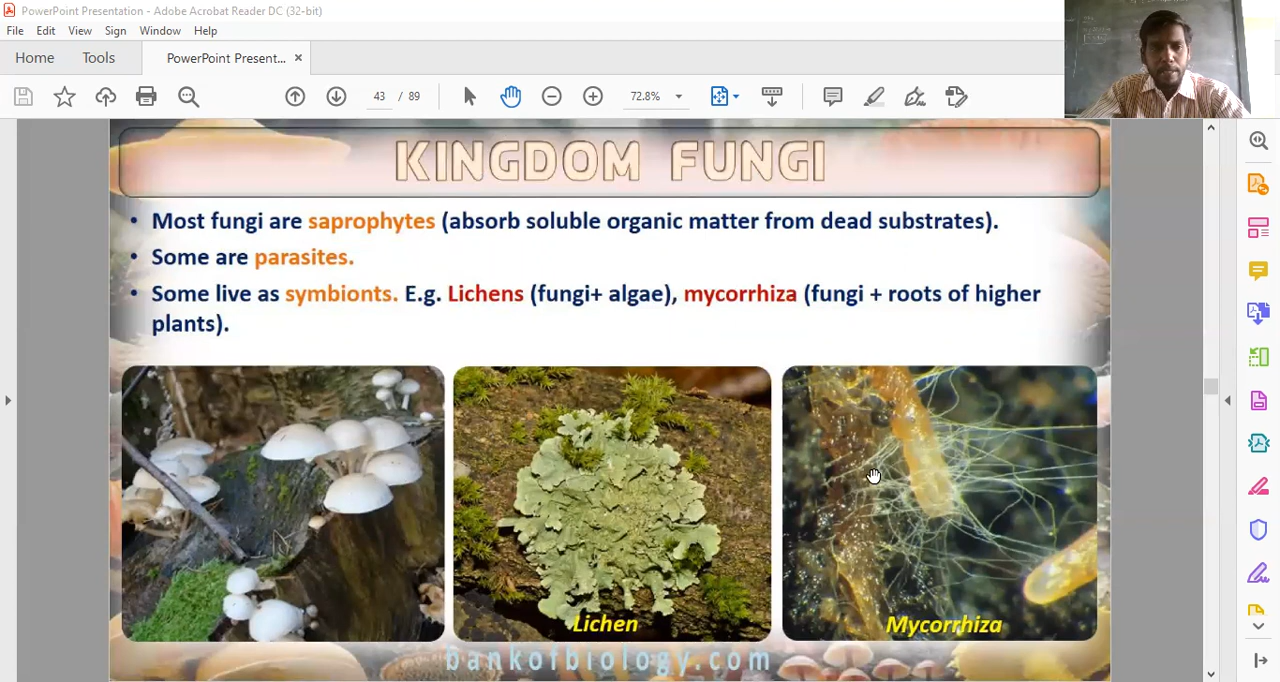 PowerPoint Presentation - Adobe Acrobat Reader DC (32-bit)
File Edit View Sign Window Help
Home Tools PowerPoint Present... ×
43 / 89 72.8%
KINGDOM FUNGI
• Most fungi are saprophytes (absorb soluble organic matter from dead substrates).
• Some are parasites.
• Some live as symbionts. E.g. Lichens (fungi+ algae), mycorrhiza (fungi + roots of higher
plants).
Lichen Mycorrhiza
bankofbiology.com